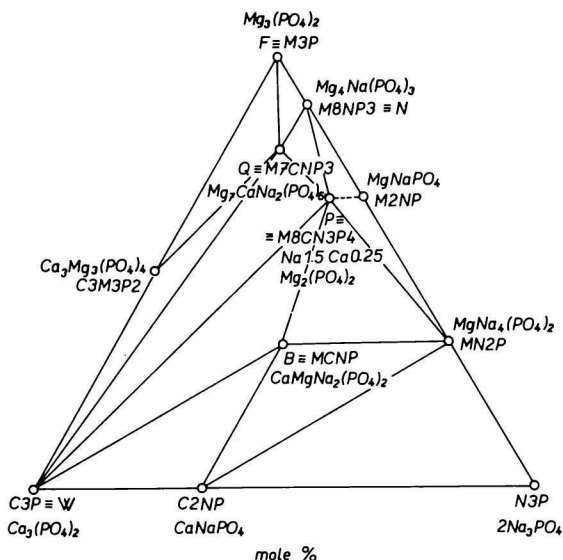 Mg₃(PO₄)₂
F≡M3P
Mg₄Na(PO₄)₃
M8NP3 ≡ N
Q≡M7CNP3
Mg₇CaNa₂(PO₄)₆
MgNaPO₄
M2NP
P≡
≡M8CN3P4
Na1.5 Ca0.25
Mg₂(PO₄)₂
Ca₃Mg₃(PO₄)₄
C3M3P2
MgNa₄(PO₄)₂
MN2P
B≡MCNP
CaMgNa₂(PO₄)₂
C3P≡W
Ca₃(PO₄)₂
C2NP
CaNaPO₄
N3P
2Na₃PO₄
mole %